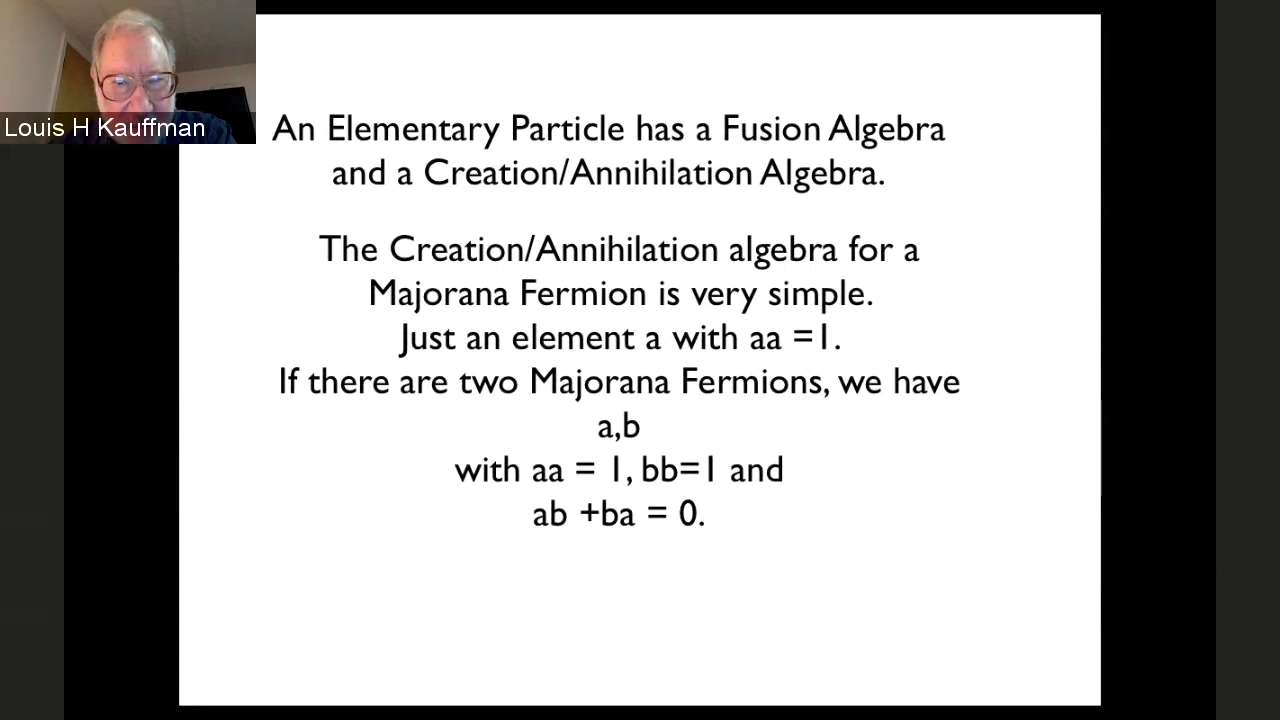 Louis H Kauffman
An Elementary Particle has a Fusion Algebra
and a Creation/Annihilation Algebra.
The Creation/Annihilation algebra for a
Majorana Fermion is very simple.
Just an element a with aa =1.
If there are two Majorana Fermions, we have
a,b
with aa = 1, bb=1 and
ab +ba = 0.